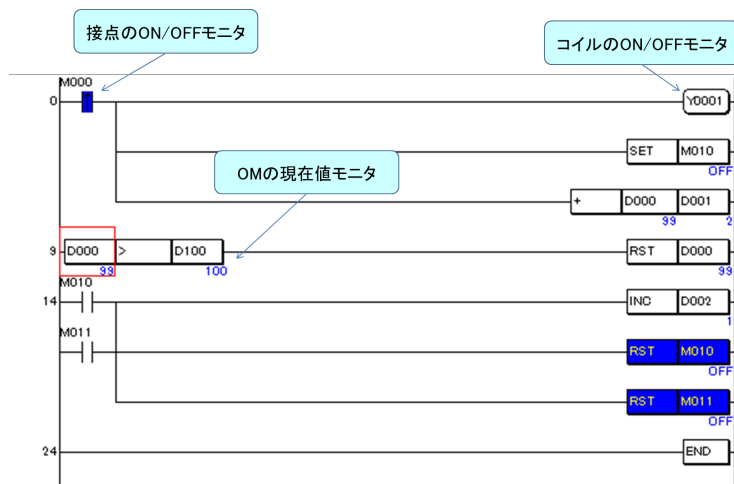 接点のON/OFFモニタ
コイルのON/OFFモニタ
M000
0
Y0001
SET M010
OFF
OMの現在値モニタ
+ D000 D001
99 2
9 D000 > D100 RST D000
99 100 99
M010
14 INC D002
1
M011
RST M010
OFF
RST M011
OFF
24 END